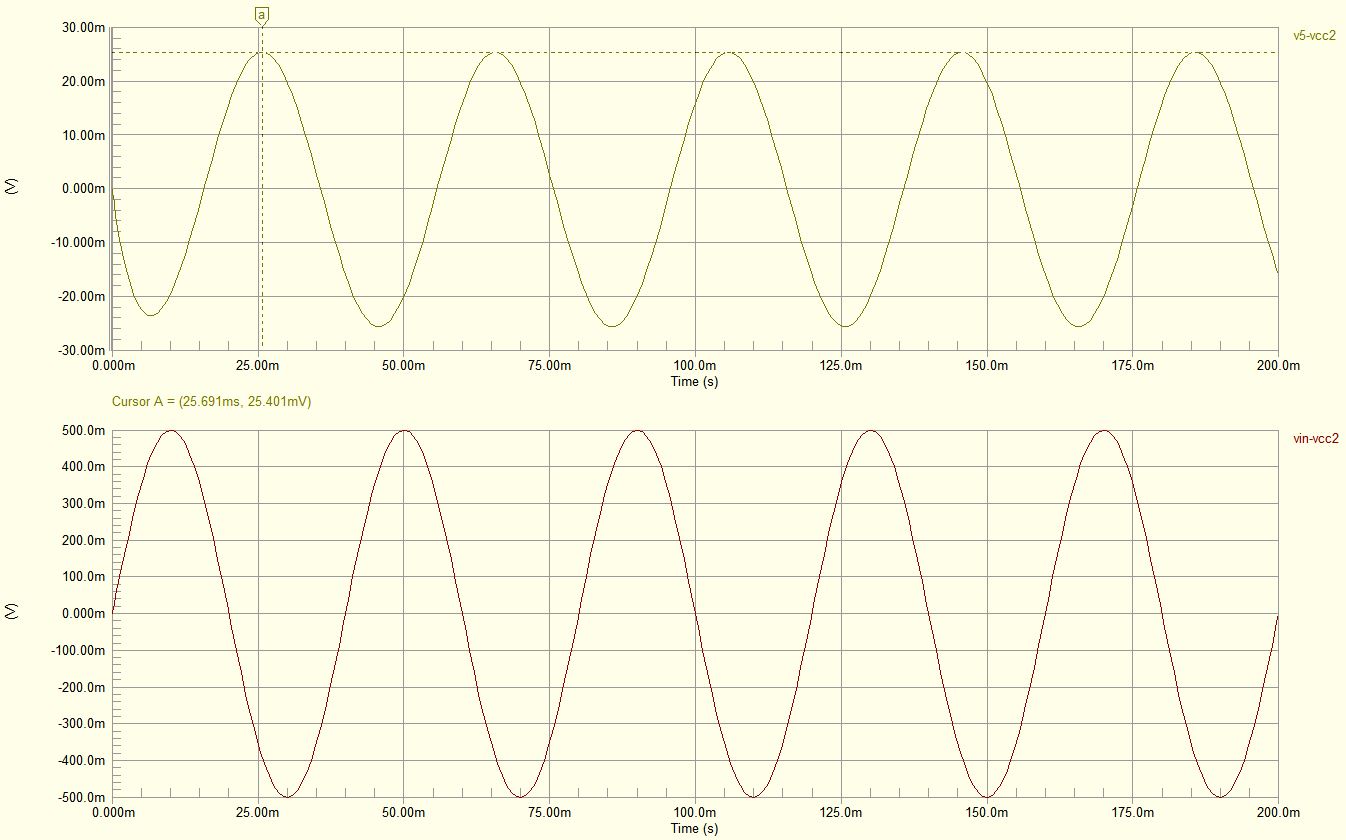 a
30.00m
v5-vcc2
20.00m
10.00m
0.000m
(V)
-10.000m
-20.00m
-30.00m
0.000m 25.00m 50.00m 75.00m 100.0m 125.0m 150.0m 175.0m 200.0m
Time (s)
Cursor A = (25.691ms, 25.401mV)
500.0m
vin-vcc2
400.0m
300.0m
200.0m
100.0m
0.000m
(V)
-100.0m
-200.0m
-300.0m
-400.0m
-500.0m
0.000m 25.00m 50.00m 75.00m 100.0m 125.0m 150.0m 175.0m 200.0m
Time (s)